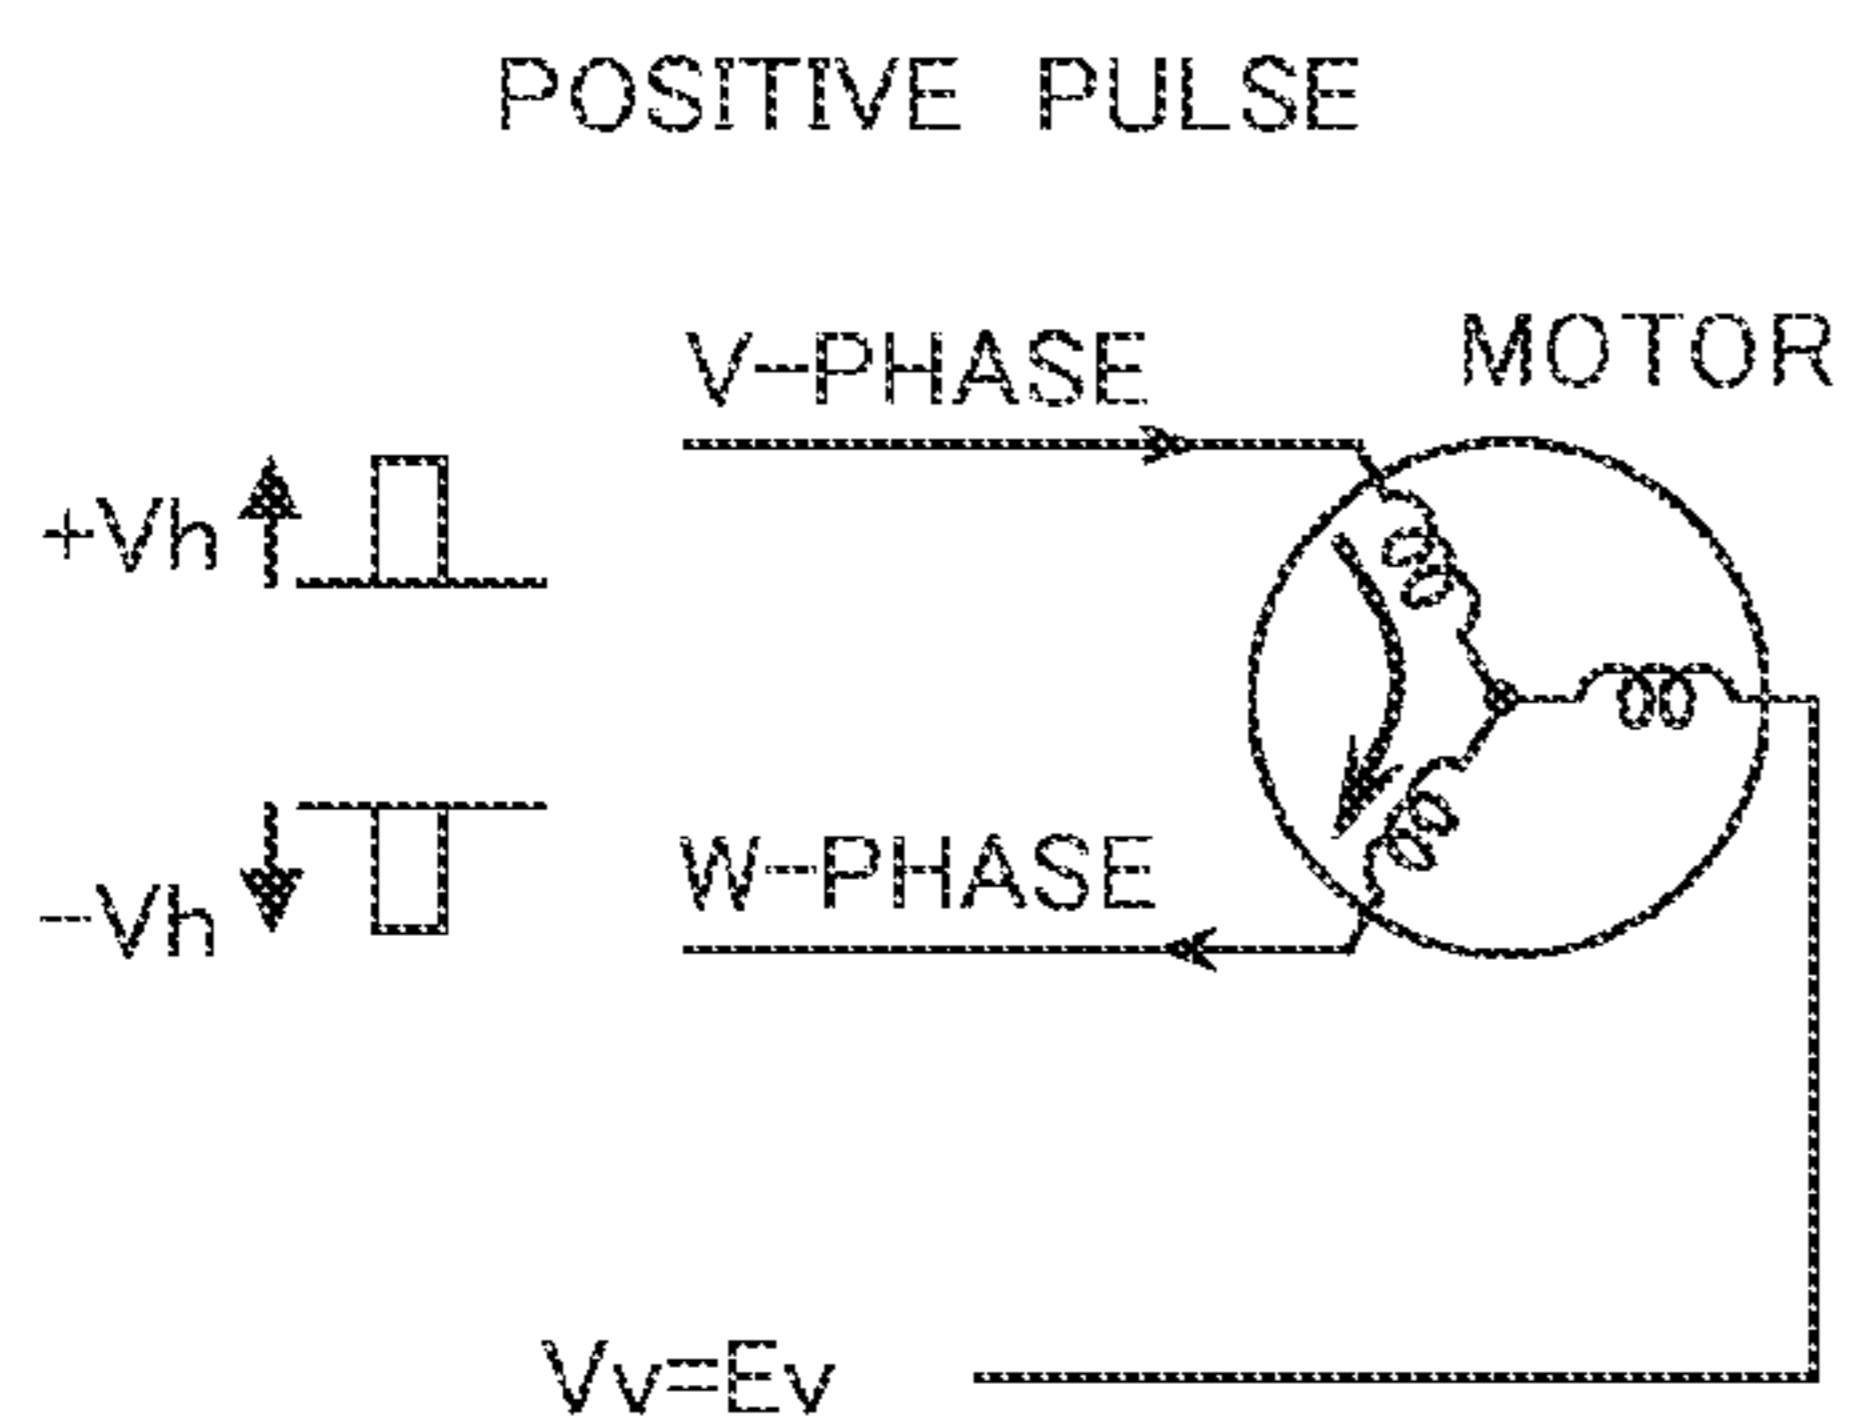 POSITIVE PULSE
V-PHASE
MOTOR
+Vh
-Vh
W-PHASE
Vv=Ev